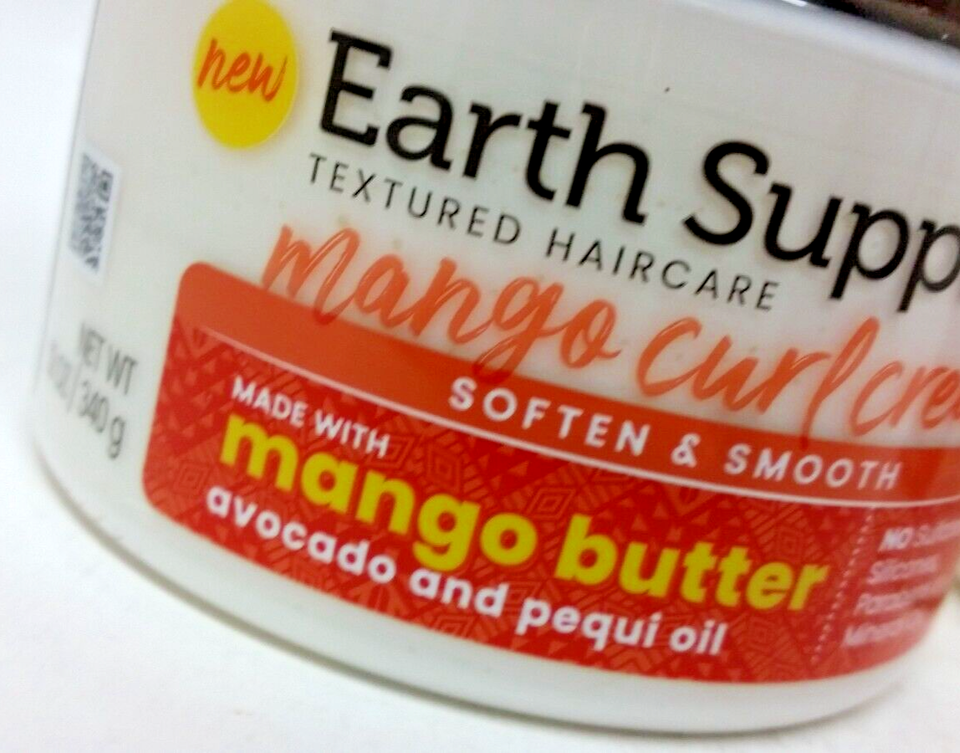 new
Earth Supp
TEXTURED HAIRCARE
mango curl cre
SOFTEN & SMOOTH
MADE WITH
mango butter
avocado and pequi oil
NET WT
340 g
NO